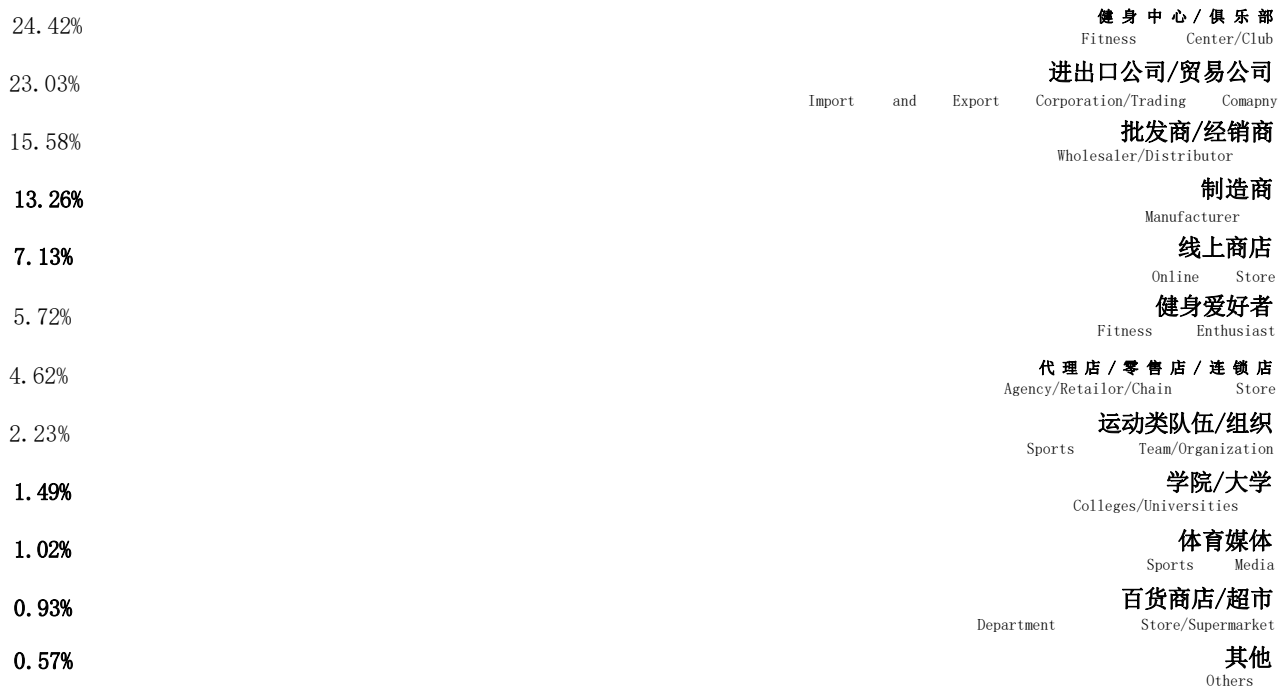 24.42% 健身中心/俱乐部
Fitness Center/Club
23.03% 进出口公司/贸易公司
Import and Export Corporation/Trading Comapny
15.58% 批发商/经销商
Wholesaler/Distributor
13.26% 制造商
Manufacturer
7.13% 线上商店
Online Store
5.72% 健身爱好者
Fitness Enthusiast
4.62% 代理店/零售店/连锁店
Agency/Retailor/Chain Store
2.23% 运动类队伍/组织
Sports Team/Organization
1.49% 学院/大学
Colleges/Universities
1.02% 体育媒体
Sports Media
0.93% 百货商店/超市
Department Store/Supermarket
0.57% 其他
Others